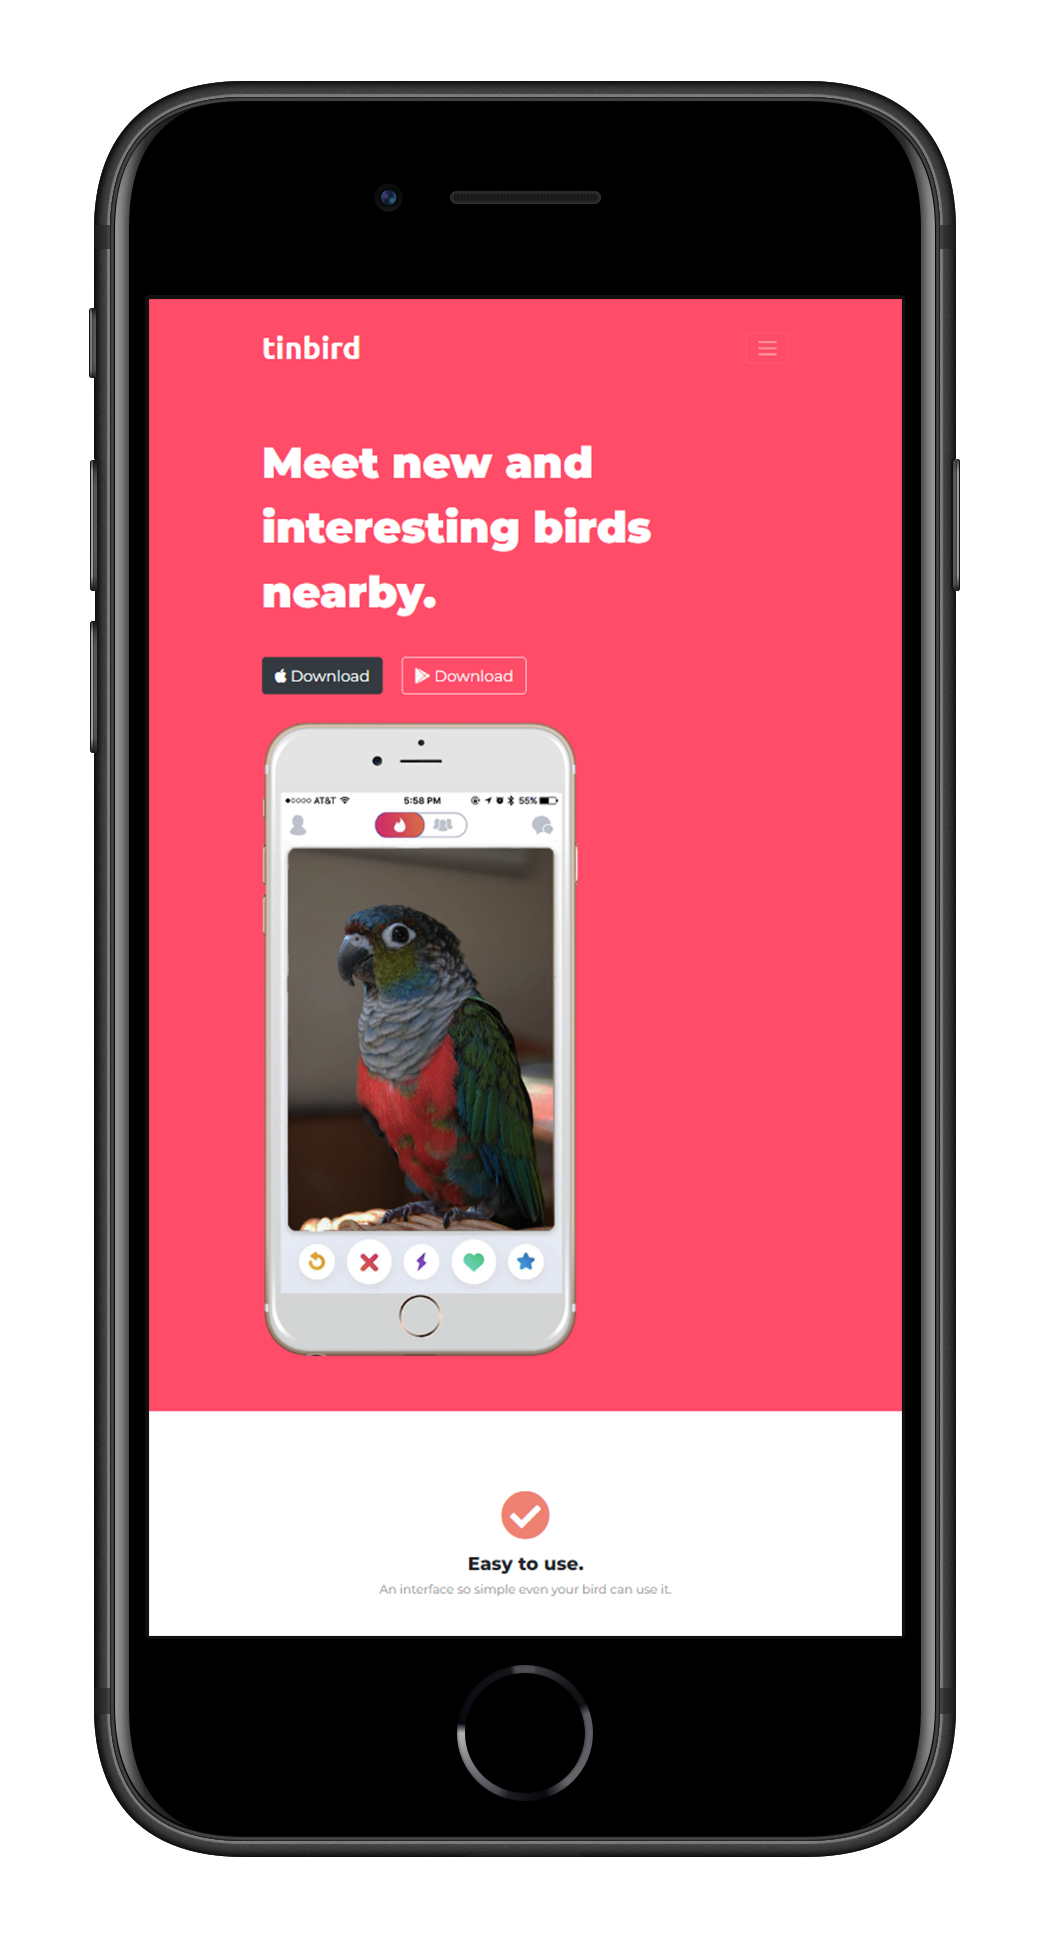 tinbird
Meet new and
interesting birds
nearby.
Download Download
AT&T 5:58 PM 55%
Easy to use.
An interface so simple even your bird can use it.